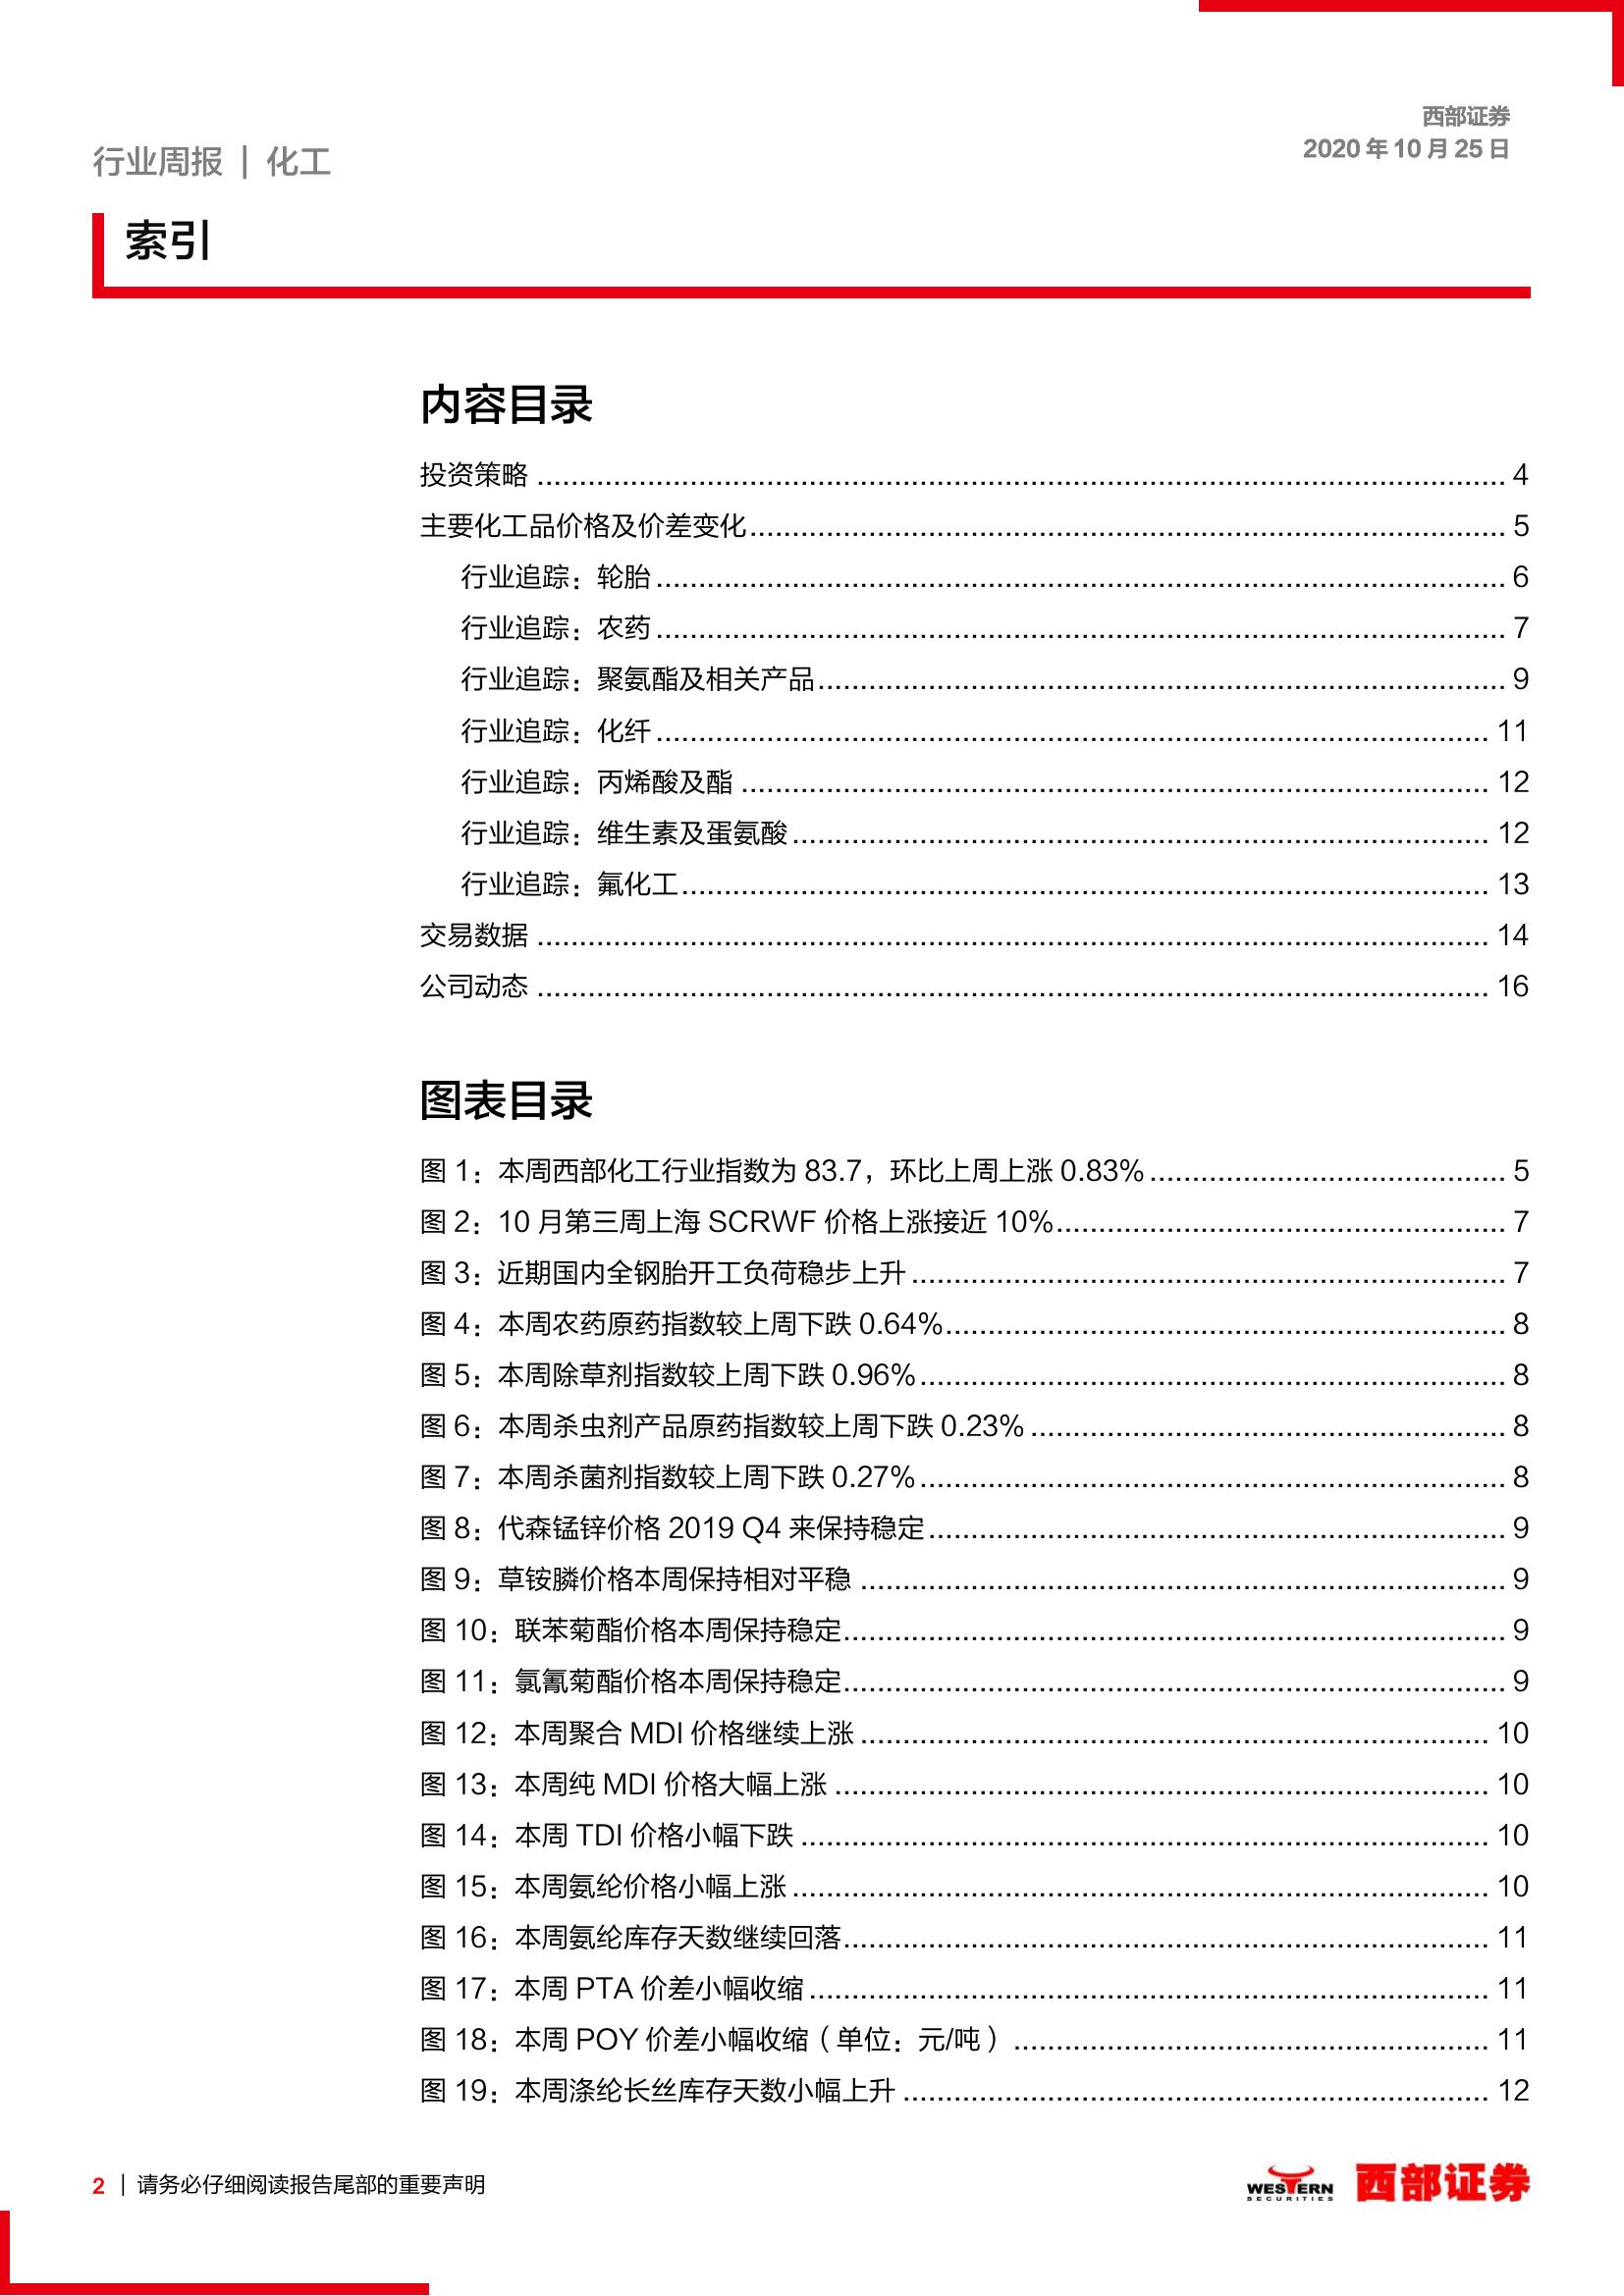 西部证券
2020 年 10 月 25 日
行业周报 | 化工
索引
内容目录
投资策略 ........ 4
主要化工品价格及价差变化 ........ 5
行业追踪：轮胎 ........ 6
行业追踪：农药 ........ 7
行业追踪：聚氨酯及相关产品 ........ 9
行业追踪：化纤 ........ 11
行业追踪：丙烯酸及酯 ........ 12
行业追踪：维生素及蛋氨酸 ........ 12
行业追踪：氟化工 ........ 13
交易数据 ........ 14
公司动态 ........ 16
图表目录
图 1：本周西部化工行业指数为 83.7，环比上周上涨 0.83% ........ 5
图 2：10 月第三周上海 SCRWF 价格上涨接近 10% ........ 7
图 3：近期国内全钢胎开工负荷稳步上升 ........ 7
图 4：本周农药原药指数较上周下跌 0.64% ........ 8
图 5：本周除草剂指数较上周下跌 0.96% ........ 8
图 6：本周杀虫剂产品原药指数较上周下跌 0.23% ........ 8
图 7：本周杀菌剂指数较上周下跌 0.27% ........ 8
图 8：代森锰锌价格 2019 Q4 来保持稳定 ........ 9
图 9：草铵膦价格本周保持相对平稳 ........ 9
图 10：联苯菊酯价格本周保持稳定 ........ 9
图 11：氯氰菊酯价格本周保持稳定 ........ 9
图 12：本周聚合 MDI 价格继续上涨 ........ 10
图 13：本周纯 MDI 价格大幅上涨 ........ 10
图 14：本周 TDI 价格小幅下跌 ........ 10
图 15：本周氨纶价格小幅上涨 ........ 10
图 16：本周氨纶库存天数继续回落 ........ 11
图 17：本周 PTA 价差小幅收缩 ........ 11
图 18：本周 POY 价差小幅收缩（单位：元/吨） ........ 11
图 19：本周涤纶长丝库存天数小幅上升 ........ 12
2 | 请务必仔细阅读报告尾部的重要声明
WESTERN
SECURITIES
西部证券